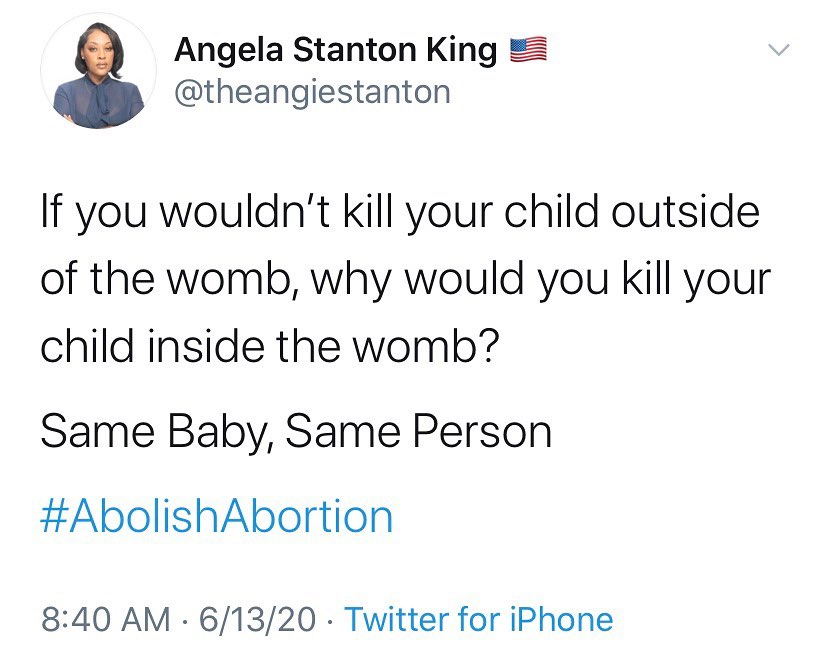 Angela Stanton King 🇺🇸
@theangiestanton
If you wouldn’t kill your child outside
of the womb, why would you kill your
child inside the womb?
Same Baby, Same Person
#AbolishAbortion
8:40 AM · 6/13/20 · Twitter for iPhone